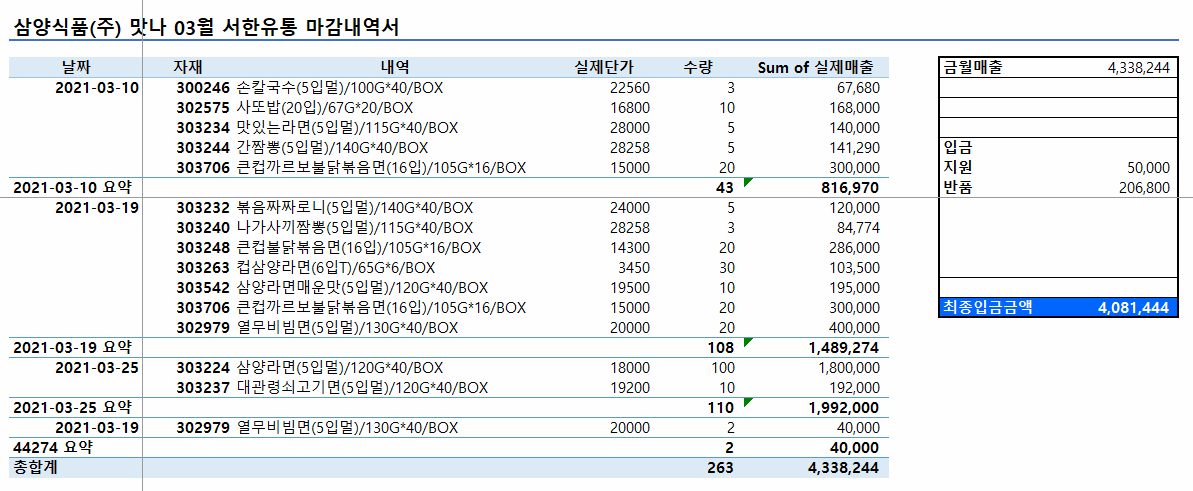 삼양식품(주) 맛나 03월 서한유통 마감내역서
날짜 자재 내역 실제단가 수량 Sum of 실제매출
2021-03-10 300246 손칼국수(5입멀)/100G*40/BOX 22560 3 67,680
302575 사또밥(20입)/67G*20/BOX 16800 10 168,000
303234 맛있는라면(5입멀)/115G*40/BOX 28000 5 140,000
303244 간짬뽕(5입멀)/140G*40/BOX 28258 5 141,290
303706 큰컵까르보불닭볶음면(16입)/105G*16/BOX 15000 20 300,000
2021-03-10 요약 43 816,970
2021-03-19 303232 볶음짜짜로니(5입멀)/140G*40/BOX 24000 5 120,000
303240 나가사끼짬뽕(5입멀)/115G*40/BOX 28258 3 84,774
303248 큰컵불닭볶음면(16입)/105G*16/BOX 14300 20 286,000
303263 컵삼양라면(6입T)/65G*6/BOX 3450 30 103,500
303542 삼양라면매운맛(5입멀)/120G*40/BOX 19500 10 195,000
303706 큰컵까르보불닭볶음면(16입)/105G*16/BOX 15000 20 300,000
302979 열무비빔면(5입멀)/130G*40/BOX 20000 20 400,000
2021-03-19 요약 108 1,489,274
2021-03-25 303224 삼양라면(5입멀)/120G*40/BOX 18000 100 1,800,000
303237 대관령쇠고기면(5입멀)/120G*40/BOX 19200 10 192,000
2021-03-25 요약 110 1,992,000
2021-03-19 302979 열무비빔면(5입멀)/130G*40/BOX 20000 2 40,000
44274 요약 2 40,000
총합계 263 4,338,244
금월매출 4,338,244
입금
지원 50,000
반품 206,800
최종입금금액 4,081,444